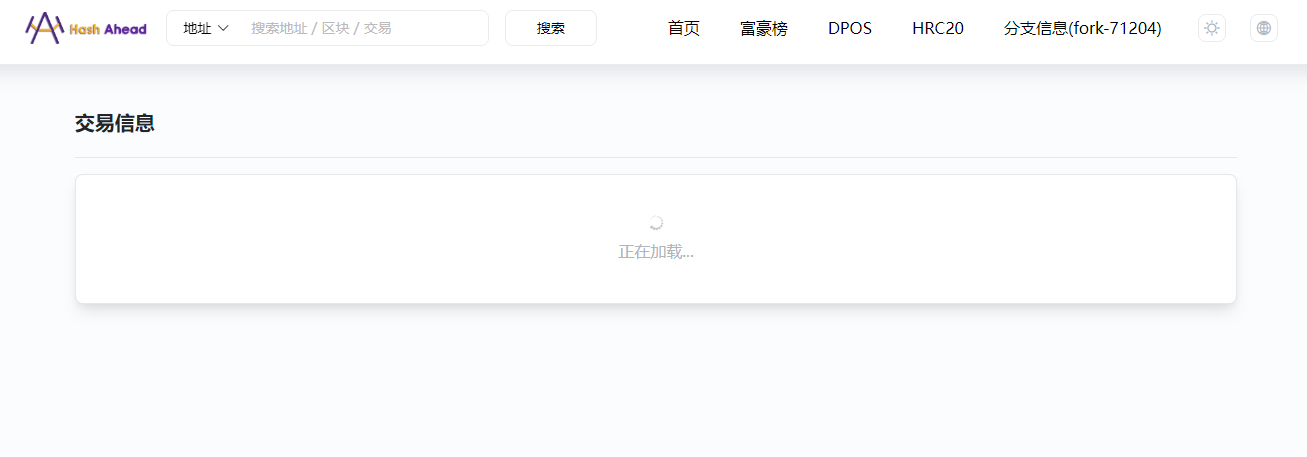 Hash Ahead 地址 搜索地址 / 区块 / 交易 搜索 首页 富豪榜 DPOS HRC20 分支信息(fork-71204)
交易信息
正在加载...